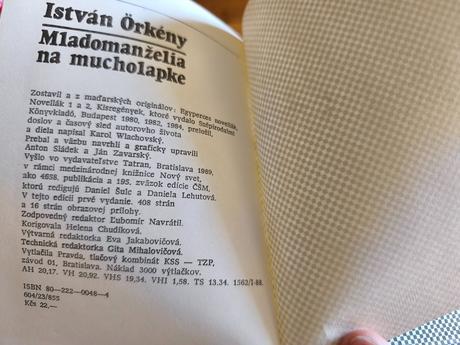 István Örkény
Mladomanželia
na mucholapke
Zostavil a z maďarských originálov: Egyperces novellák
Novellák 1 a 2, Kisregények, ktoré vydalo Szépirodalmi
Könyvkiadó, Budapest 1980, 1982, 1984, preložil,
doslov a časový sled autorovho života
a diela napísal Karol Wlachovský.
Prebal a väzbu navrhli a graficky upravili
Anton Sládek a Ján Zavarský.
Vyšlo vo vydavateľstve Tatran, Bratislava 1989,
v rámci medzinárodnej knižnice Nový svet,
ako 4658. publikácia a 195. zväzok edície ČSM,
ktorú redigujú Daniel Šulc a Daniela Lehutová.
V tejto edícii prvé vydanie. 408 strán
a 16 strán obrazovej prílohy.
Zodpovedný redaktor Ľubomír Navrátil.
Korigovala Helena Chudíková.
Výtvarná redaktorka Eva Jakabovičová.
Technická redaktorka Gita Mihalovičová.
Vytlačila Pravda, tlačový kombinát KSS — TZP,
závod 01, Bratislava. Náklad 3000 výtlačkov.
AH 20,17. VH 20,92. VHS 19,34. VHI 1,58. TS 13.34. 1562/I-88.
ISBN 80—222—0048—4
604/23/855
Kčs 22,—